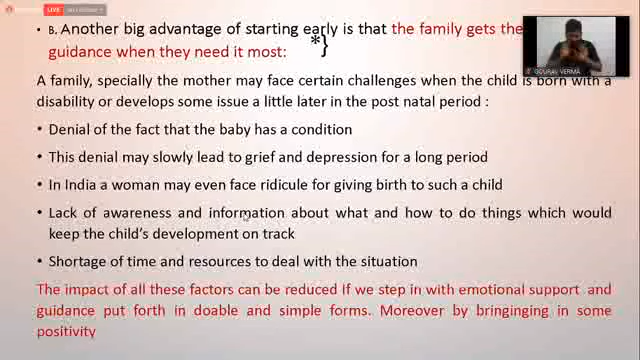 LIVE
• B. Another big advantage of starting early is that the family gets the
guidance when they need it most:
*}
GOURAV VERMA
A family, specially the mother may face certain challenges when the child is born with a
disability or develops some issue a little later in the post natal period :
• Denial of the fact that the baby has a condition
• This denial may slowly lead to grief and depression for a long period
• In India a woman may even face ridicule for giving birth to such a child
• Lack of awareness and information about what and how to do things which would
keep the child's development on track
• Shortage of time and resources to deal with the situation
The impact of all these factors can be reduced If we step in with emotional support and
guidance put forth in doable and simple forms. Moreover by bringinging in some
positivity